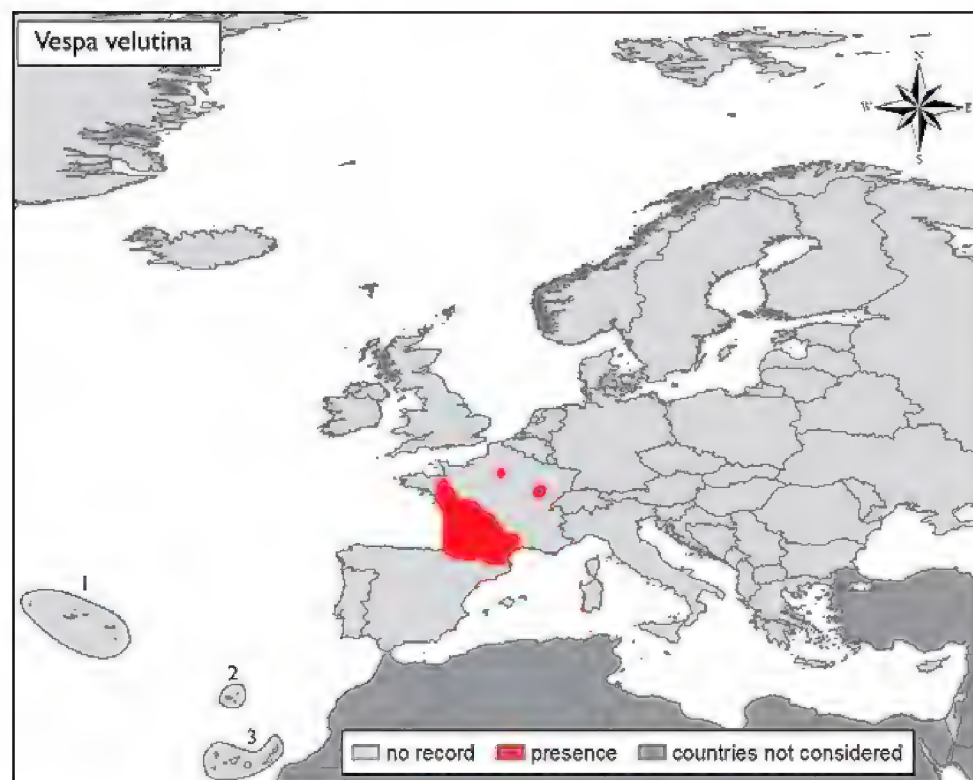 Vespa velutina
N
W E
S
1
2
3
no record presence countries not considered